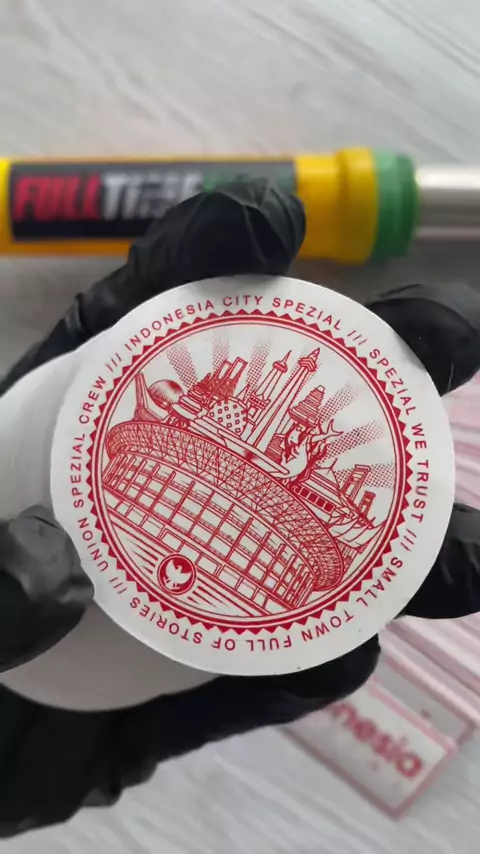 FULLTIME
INDONESIA CITY SPEZIAL /// SPEZIAL WE TRUST /// SMALL TOWN FULL OF STORIES /// UNION SPEZIAL CREW ///
nesia